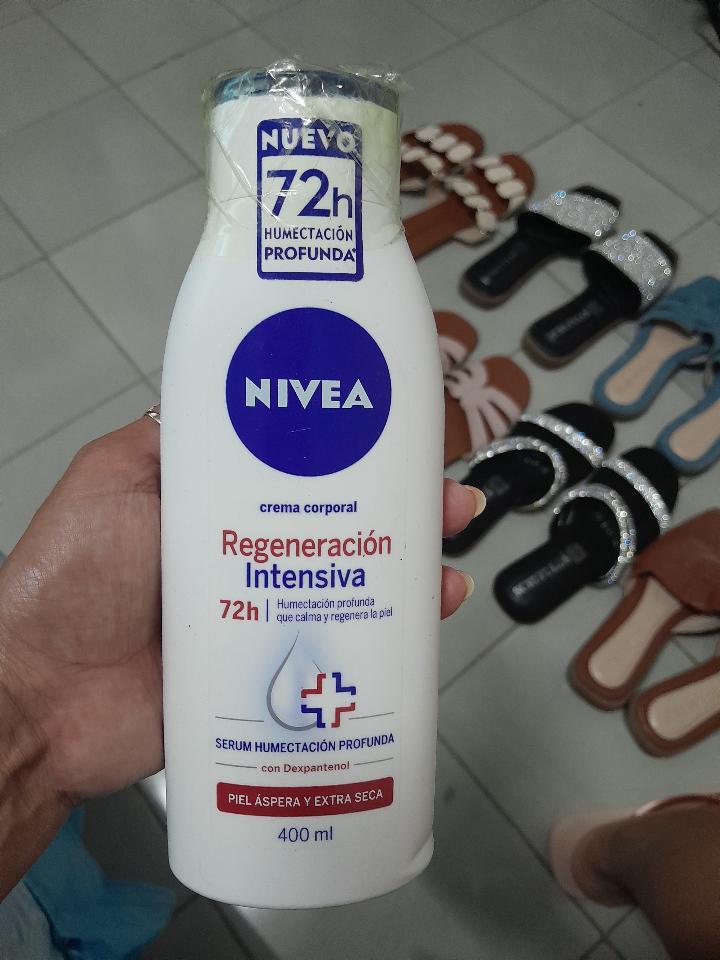 NUEVO
72h
HUMECTACIÓN
PROFUNDA*
NIVEA
crema corporal
Regeneración
Intensiva
72h
Humectación profunda
que calma y regenera la piel
SERUM HUMECTACIÓN PROFUNDA
con Dexpantenol
PIEL ÁSPERA Y EXTRA SECA
400 ml